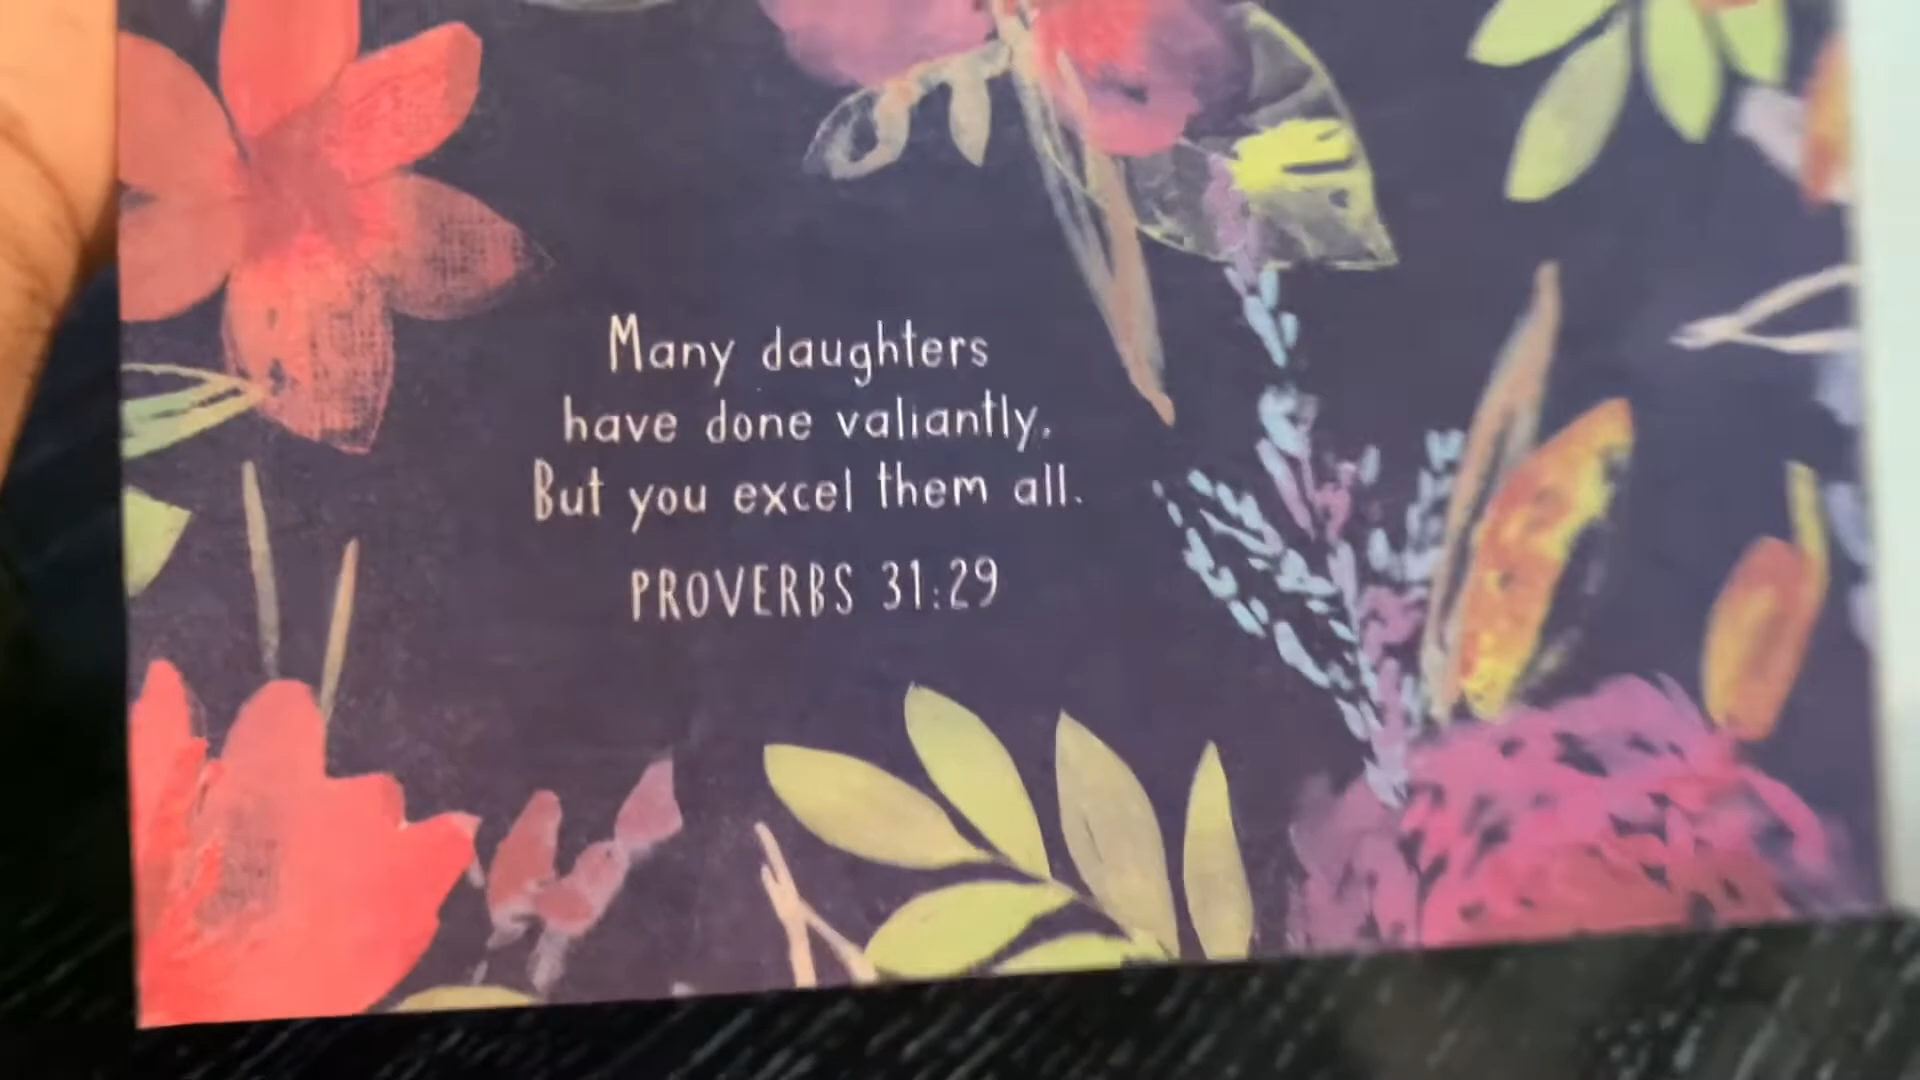 Many daughters
have done valiantly.
But you excel them all.
PROVERBS 31:29